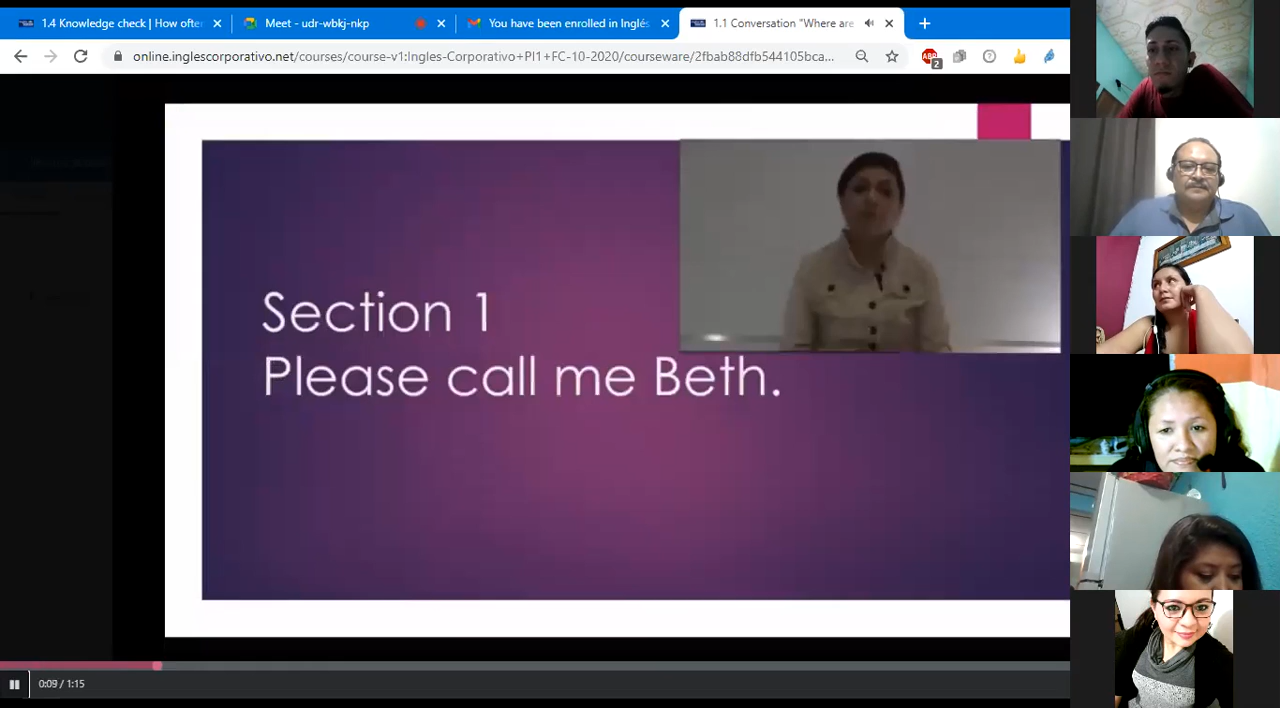 1.4 Knowledge check | How ofte
Meet - udr-wbkj-nkp
You have been enrolled in Inglés
1.1 Conversation "Where are
online.inglescorporativo.net/courses/course-v1:Ingles-corporativo+PI1+FC-10-2020/courseware/2fbab88dfb544105bca...
ABP
2
Section 1
Please call me Beth.
0:09 / 1:15